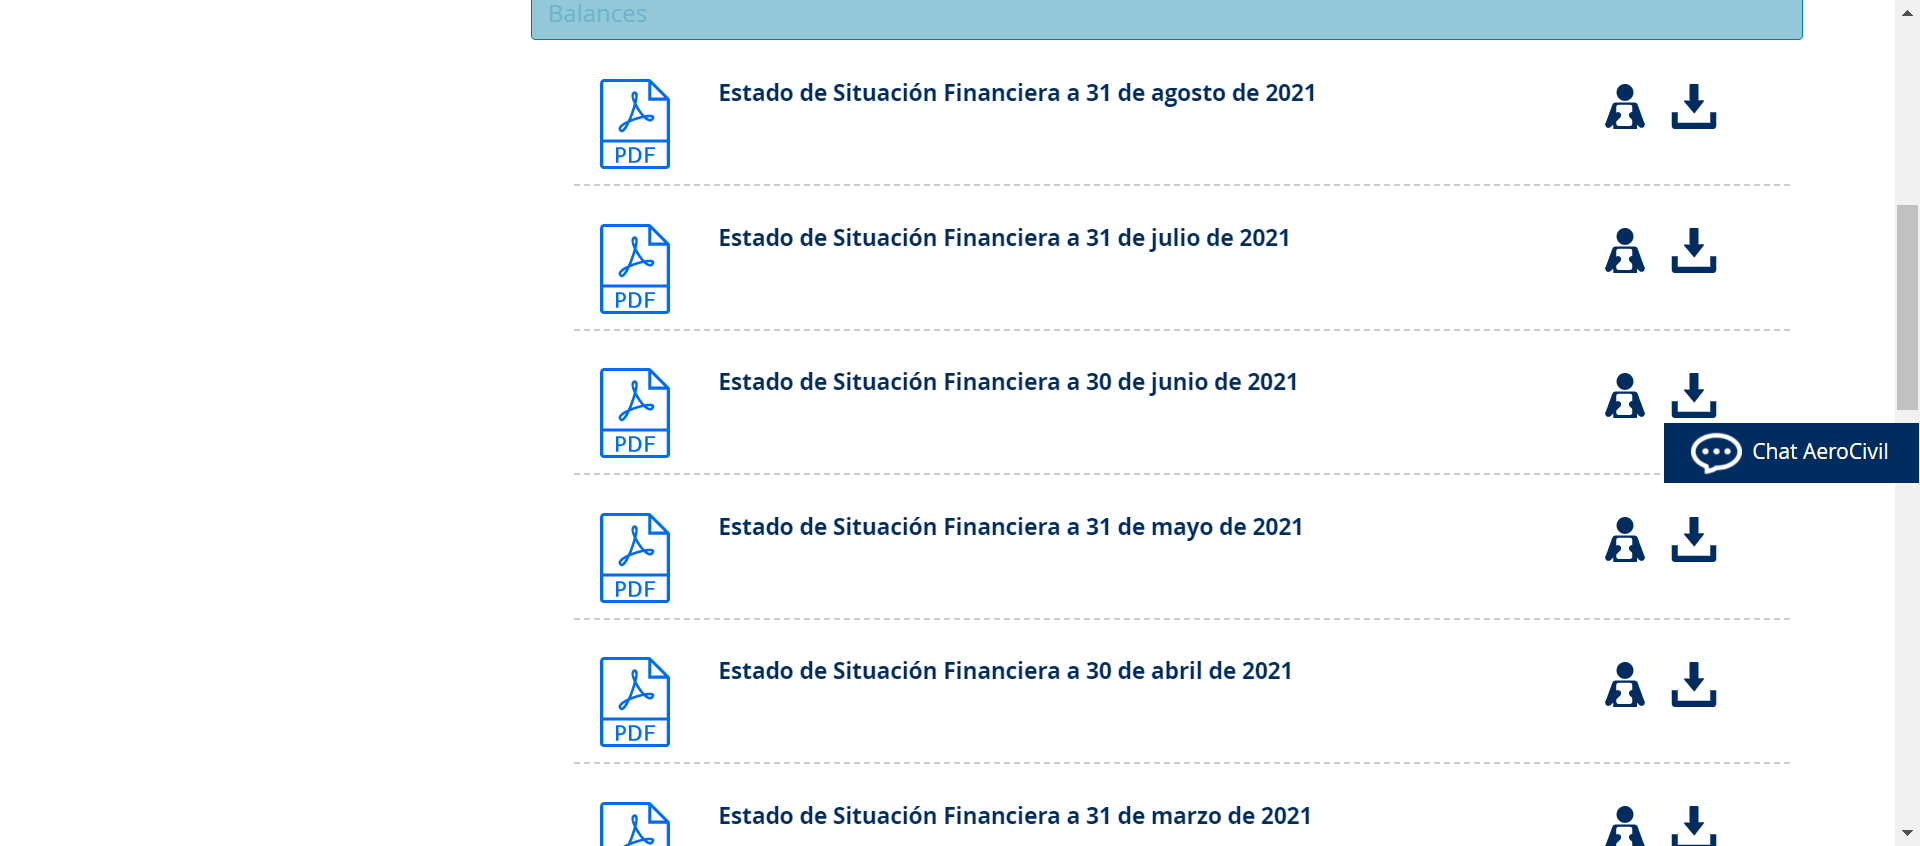 Balances
Estado de Situación Financiera a 31 de agosto de 2021
PDF
Estado de Situación Financiera a 31 de julio de 2021
PDF
Estado de Situación Financiera a 30 de junio de 2021
PDF
Chat AeroCivil
Estado de Situación Financiera a 31 de mayo de 2021
PDF
Estado de Situación Financiera a 30 de abril de 2021
PDF
Estado de Situación Financiera a 31 de marzo de 2021